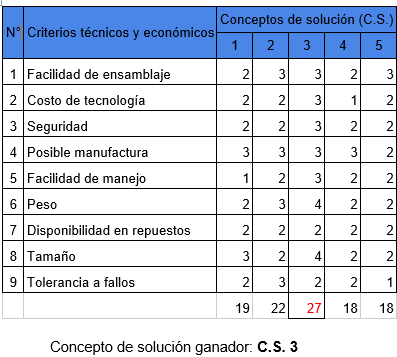 N° Criterios técnicos y económicos Conceptos de solución (C.S.)
1 2 3 4 5
1 Facilidad de ensamblaje 2 3 3 2 3
2 Costo de tecnología 2 2 3 1 2
3 Seguridad 2 2 3 2 2
4 Posible manufactura 3 3 3 3 2
5 Facilidad de manejo 1 2 3 2 2
6 Peso 2 3 4 2 2
7 Disponibilidad en repuestos 2 2 2 2 2
8 Tamaño 3 2 4 2 2
9 Tolerancia a fallos 2 3 2 2 1
19 22 27 18 18
Concepto de solución ganador: C.S. 3